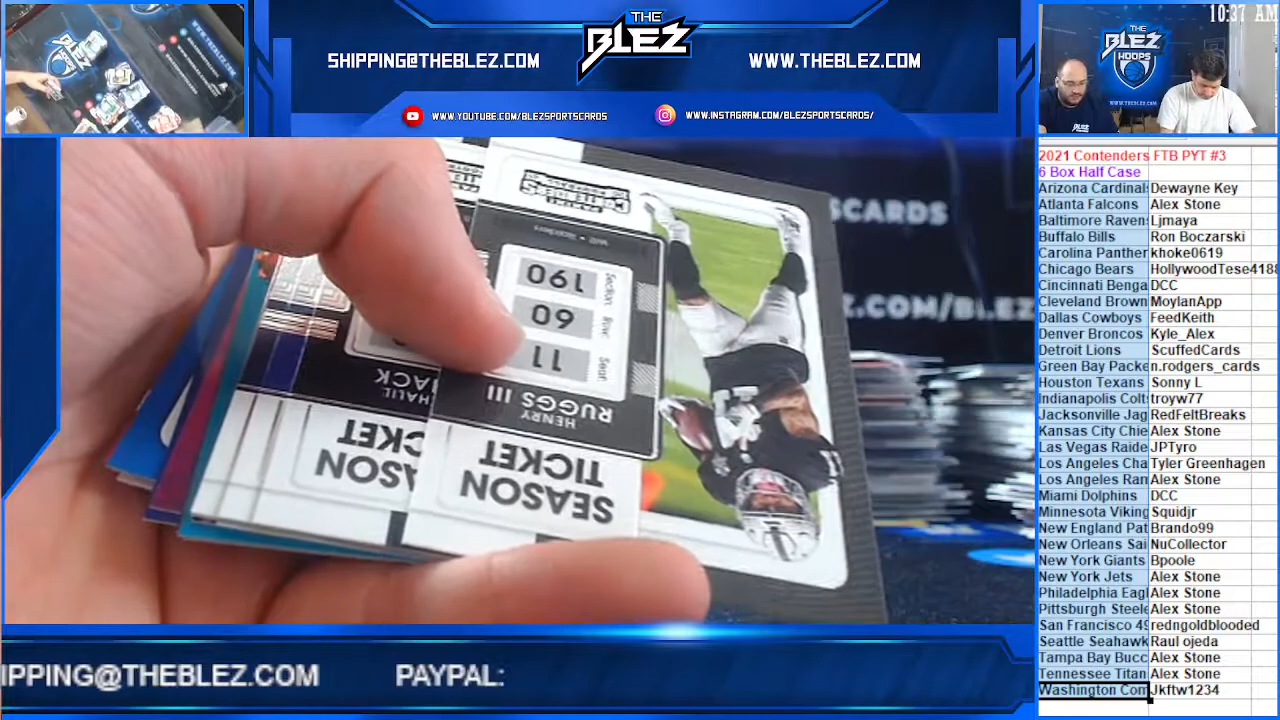 10:37 AM
THE
BLEZ
HOOPS
SHIPPING@THEBLEZ.COM
THE
BLEZ
WWW.THEBLEZ.COM
WWW.YOUTUBE.COM/BLEZSPORTSCARDS
WWW.INSTAGRAM.COM/BLEZSPORTSCARDS/
SCARDS
Z.COM/BLE
Section Row Seat
190
60
11
HENRY
RUGGS III
SEASON
TICKET
SEASON
TICKET
2021 Contenders FTB PYT #3
6 Box Half Case
Arizona Cardinal Dewayne Key
Atlanta Falcons Alex Stone
Baltimore Raven Ljmaya
Buffalo Bills Ron Boczarski
Carolina Panther khoke0619
Chicago Bears HollywoodTese4188
Cincinnati Benga DCC
Cleveland Brown MoylanApp
Dallas Cowboys FeedKeith
Denver Broncos Kyle_Alex
Detroit Lions ScuffedCards
Green Bay Packe n.rodgers_cards
Houston Texans Sonny L
Indianapolis Colt troyw77
Jacksonville Jag RedFeltBreaks
Kansas City Chie Alex Stone
Las Vegas Raide JPTyro
Los Angeles Cha Tyler Greenhagen
Los Angeles Ran Alex Stone
Miami Dolphins DCC
Minnesota Viking Squidjr
New England Pat Brando99
New Orleans Sai NuCollector
New York Giants Bpoole
New York Jets Alex Stone
Philadelphia Eagl Alex Stone
Pittsburgh Steele Alex Stone
San Francisco 49 redngoldblooded
Seattle Seahawk Raul ojeda
Tampa Bay Bucc Alex Stone
Tennessee Titan Alex Stone
Washington Com Jkftw1234
IPPING@THEBLEZ.COM PAYPAL: